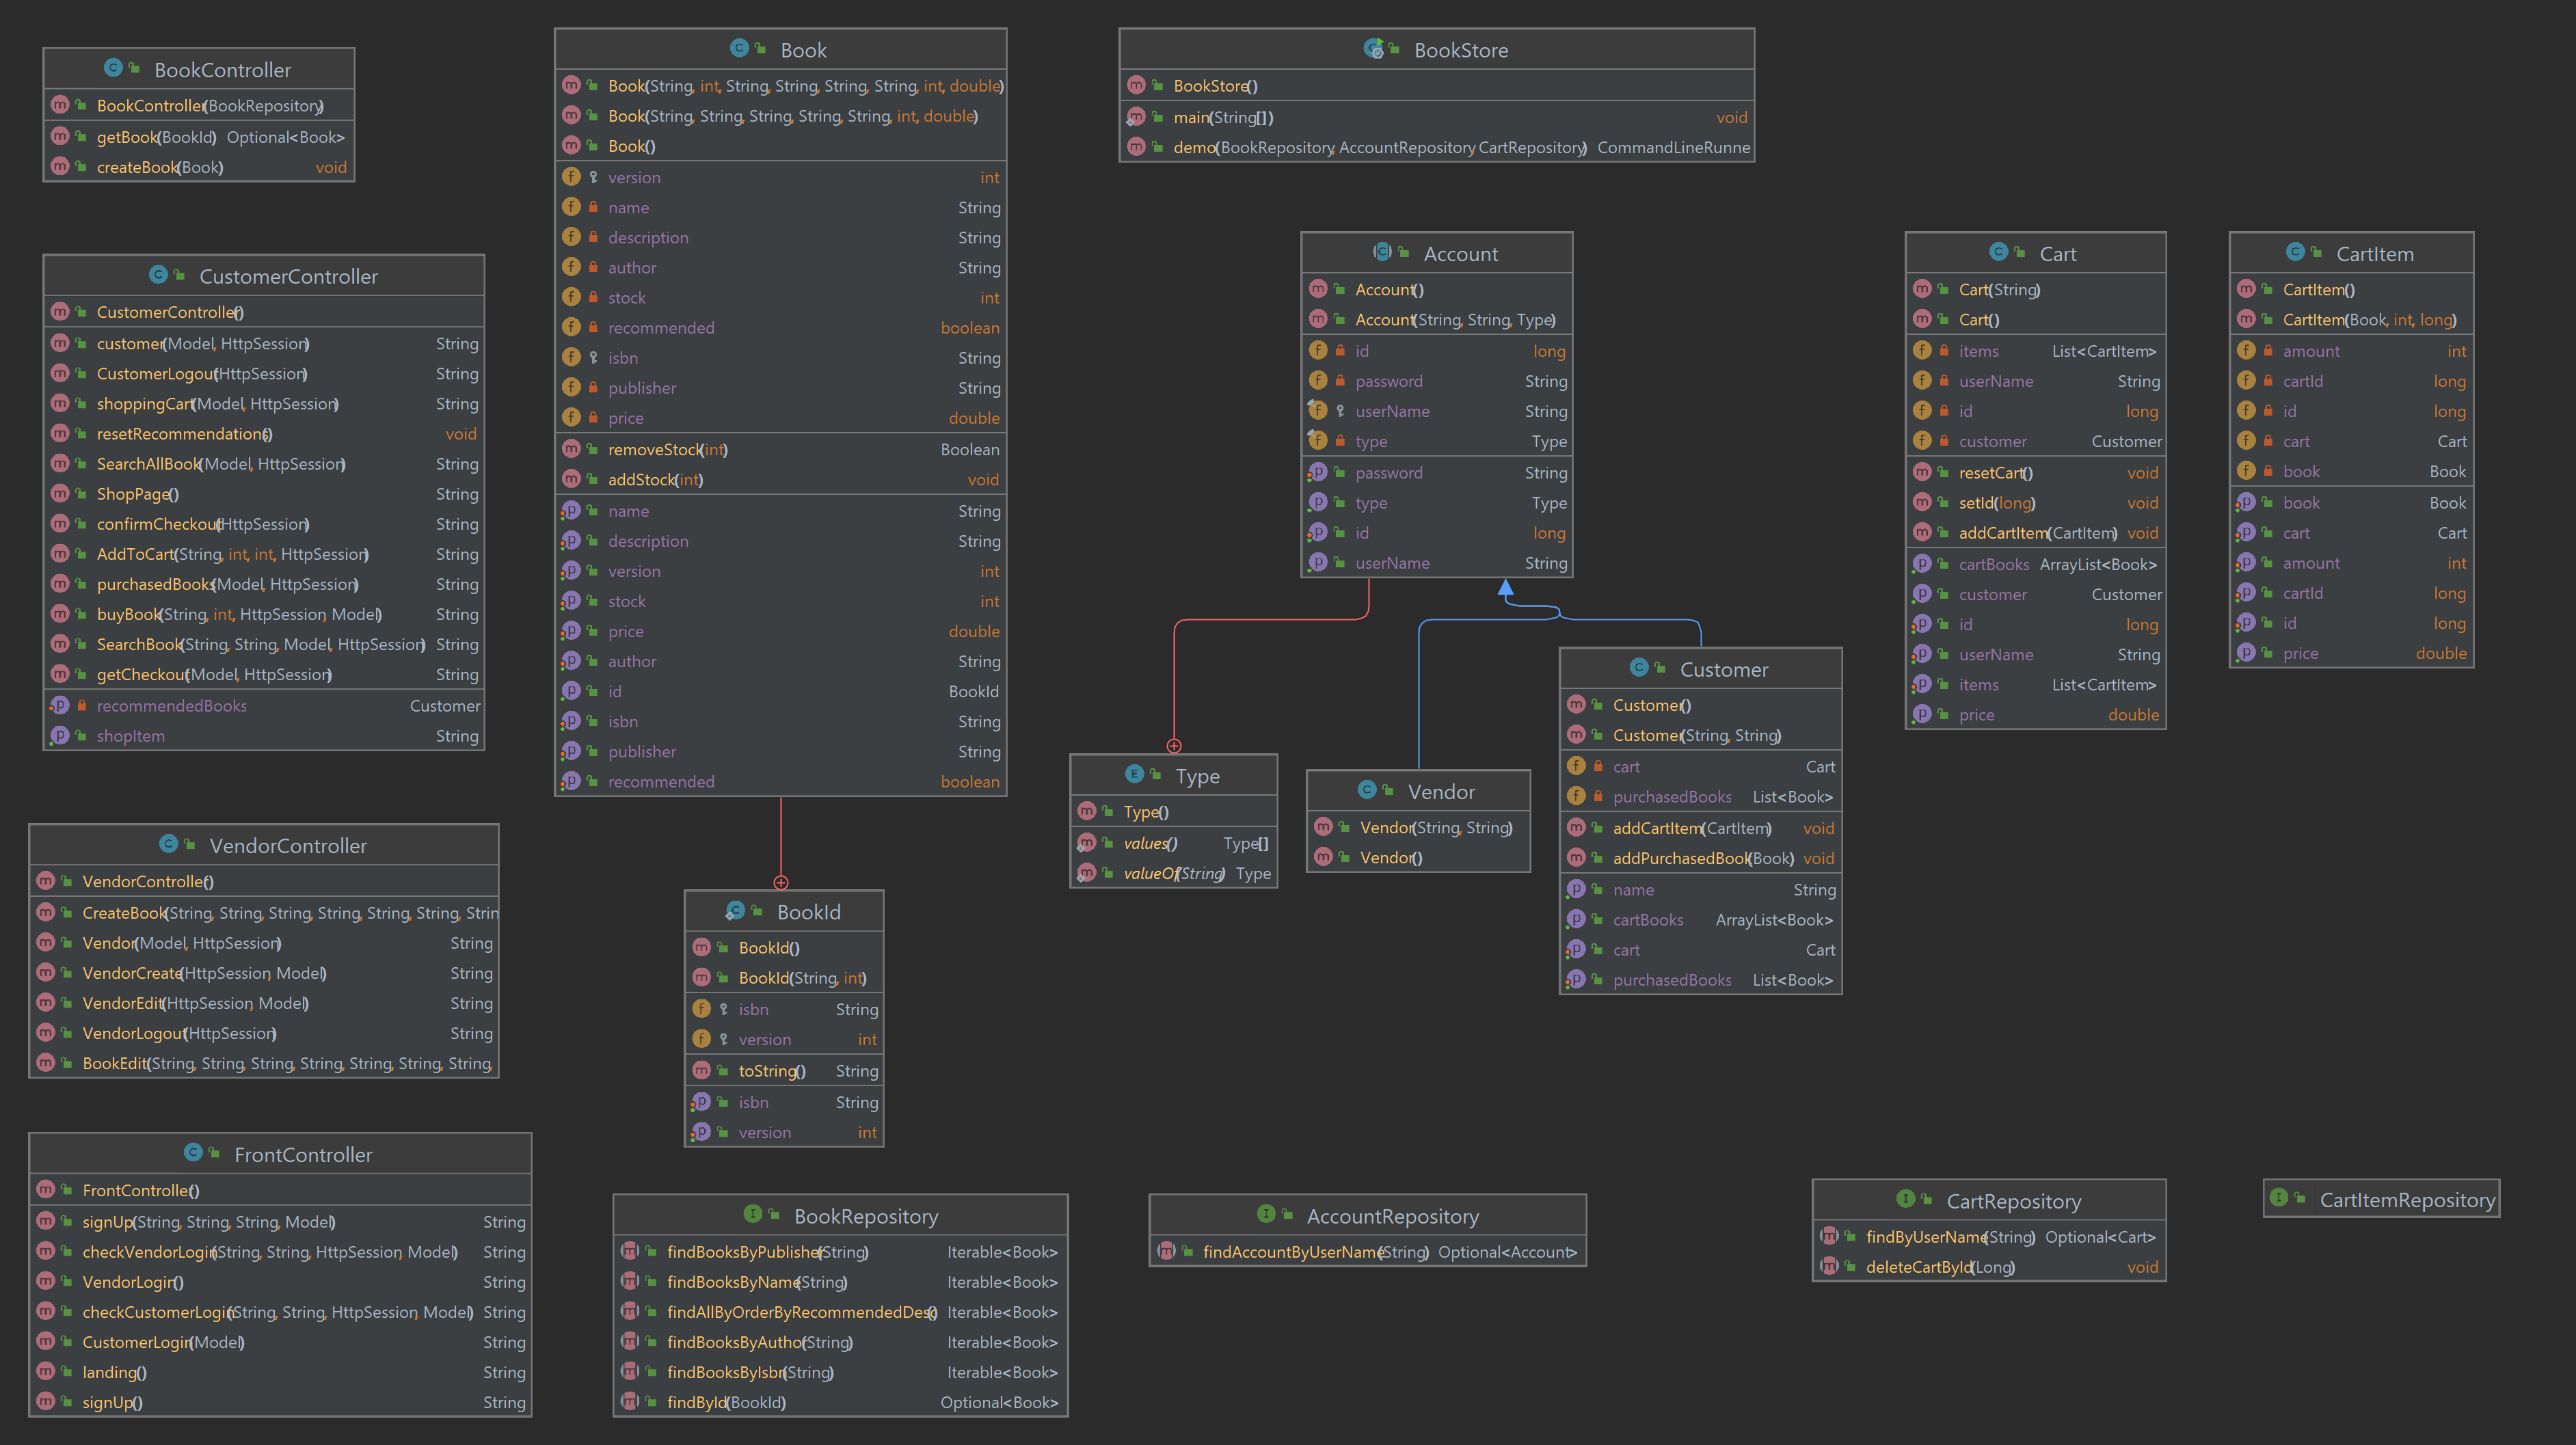 BookController
BookController(BookRepository)
getBook(BookId) Optional<Book>
createBook(Book) void
CustomerController
CustomerController()
customer(Model, HttpSession) String
CustomerLogout(HttpSession) String
shoppingCart(Model, HttpSession) String
resetRecommendations() void
SearchAllBook(Model, HttpSession) String
ShopPage() String
confirmCheckout(HttpSession) String
AddToCart(String, int, int, HttpSession) String
purchasedBooks(Model, HttpSession) String
buyBook(String, int, HttpSession, Model) String
SearchBook(String, String, Model, HttpSession) String
getCheckout(Model, HttpSession) String
recommendedBooks Customer
shopItem String
VendorController
VendorController()
CreateBook(String, String, String, String, String, String, Strin
Vendor(Model, HttpSession) String
VendorCreate(HttpSession, Model) String
VendorEdit(HttpSession, Model) String
VendorLogout(HttpSession) String
BookEdit(String, String, String, String, String, String, String,
FrontController
FrontController()
signUp(String, String, String, Model) String
checkVendorLogin(String, String, HttpSession, Model) String
VendorLogin() String
checkCustomerLogin(String, String, HttpSession, Model) String
CustomerLogin(Model) String
landing() String
signUp() String
Book
Book(String, int, String, String, String, String, int, double)
Book(String, String, String, String, String, int, double)
Book()
version int
name String
description String
author String
stock int
recommended boolean
isbn String
publisher String
price double
removeStock(int) Boolean
addStock(int) void
name String
description String
version int
stock int
price double
author String
id BookId
isbn String
publisher String
recommended boolean
BookId
BookId()
BookId(String, int)
isbn String
version int
toString() String
isbn String
version int
BookRepository
findBooksByPublisher(String) Iterable<Book>
findBooksByName(String) Iterable<Book>
findAllByOrderByRecommendedDesc() Iterable<Book>
findBooksByAuthor(String) Iterable<Book>
findBooksByIsbn(String) Iterable<Book>
findById(BookId) Optional<Book>
BookStore
BookStore()
main(String[]) void
demo(BookRepository, AccountRepository, CartRepository) CommandLineRunne
Account
Account()
Account(String, String, Type)
id long
password String
userName String
type Type
password String
type Type
id long
userName String
Type
Type()
values() Type[]
valueOf(String) Type
Vendor
Vendor(String, String)
Vendor()
Customer
Customer()
Customer(String, String)
cart Cart
purchasedBooks List<Book>
addCartItem(CartItem) void
addPurchasedBook(Book) void
name String
cartBooks ArrayList<Book>
cart Cart
purchasedBooks List<Book>
AccountRepository
findAccountByUserName(String) Optional<Account>
Cart
Cart(String)
Cart()
items List<CartItem>
userName String
id long
customer Customer
resetCart() void
setId(long) void
addCartItem(CartItem) void
cartBooks ArrayList<Book>
customer Customer
id long
userName String
items List<CartItem>
price double
CartItem
CartItem()
CartItem(Book, int, long)
amount int
cartId long
id long
cart Cart
book Book
book Book
cart Cart
amount int
cartId long
id long
price double
CartRepository
findByUserName(String) Optional<Cart>
deleteCartById(Long) void
CartItemRepository